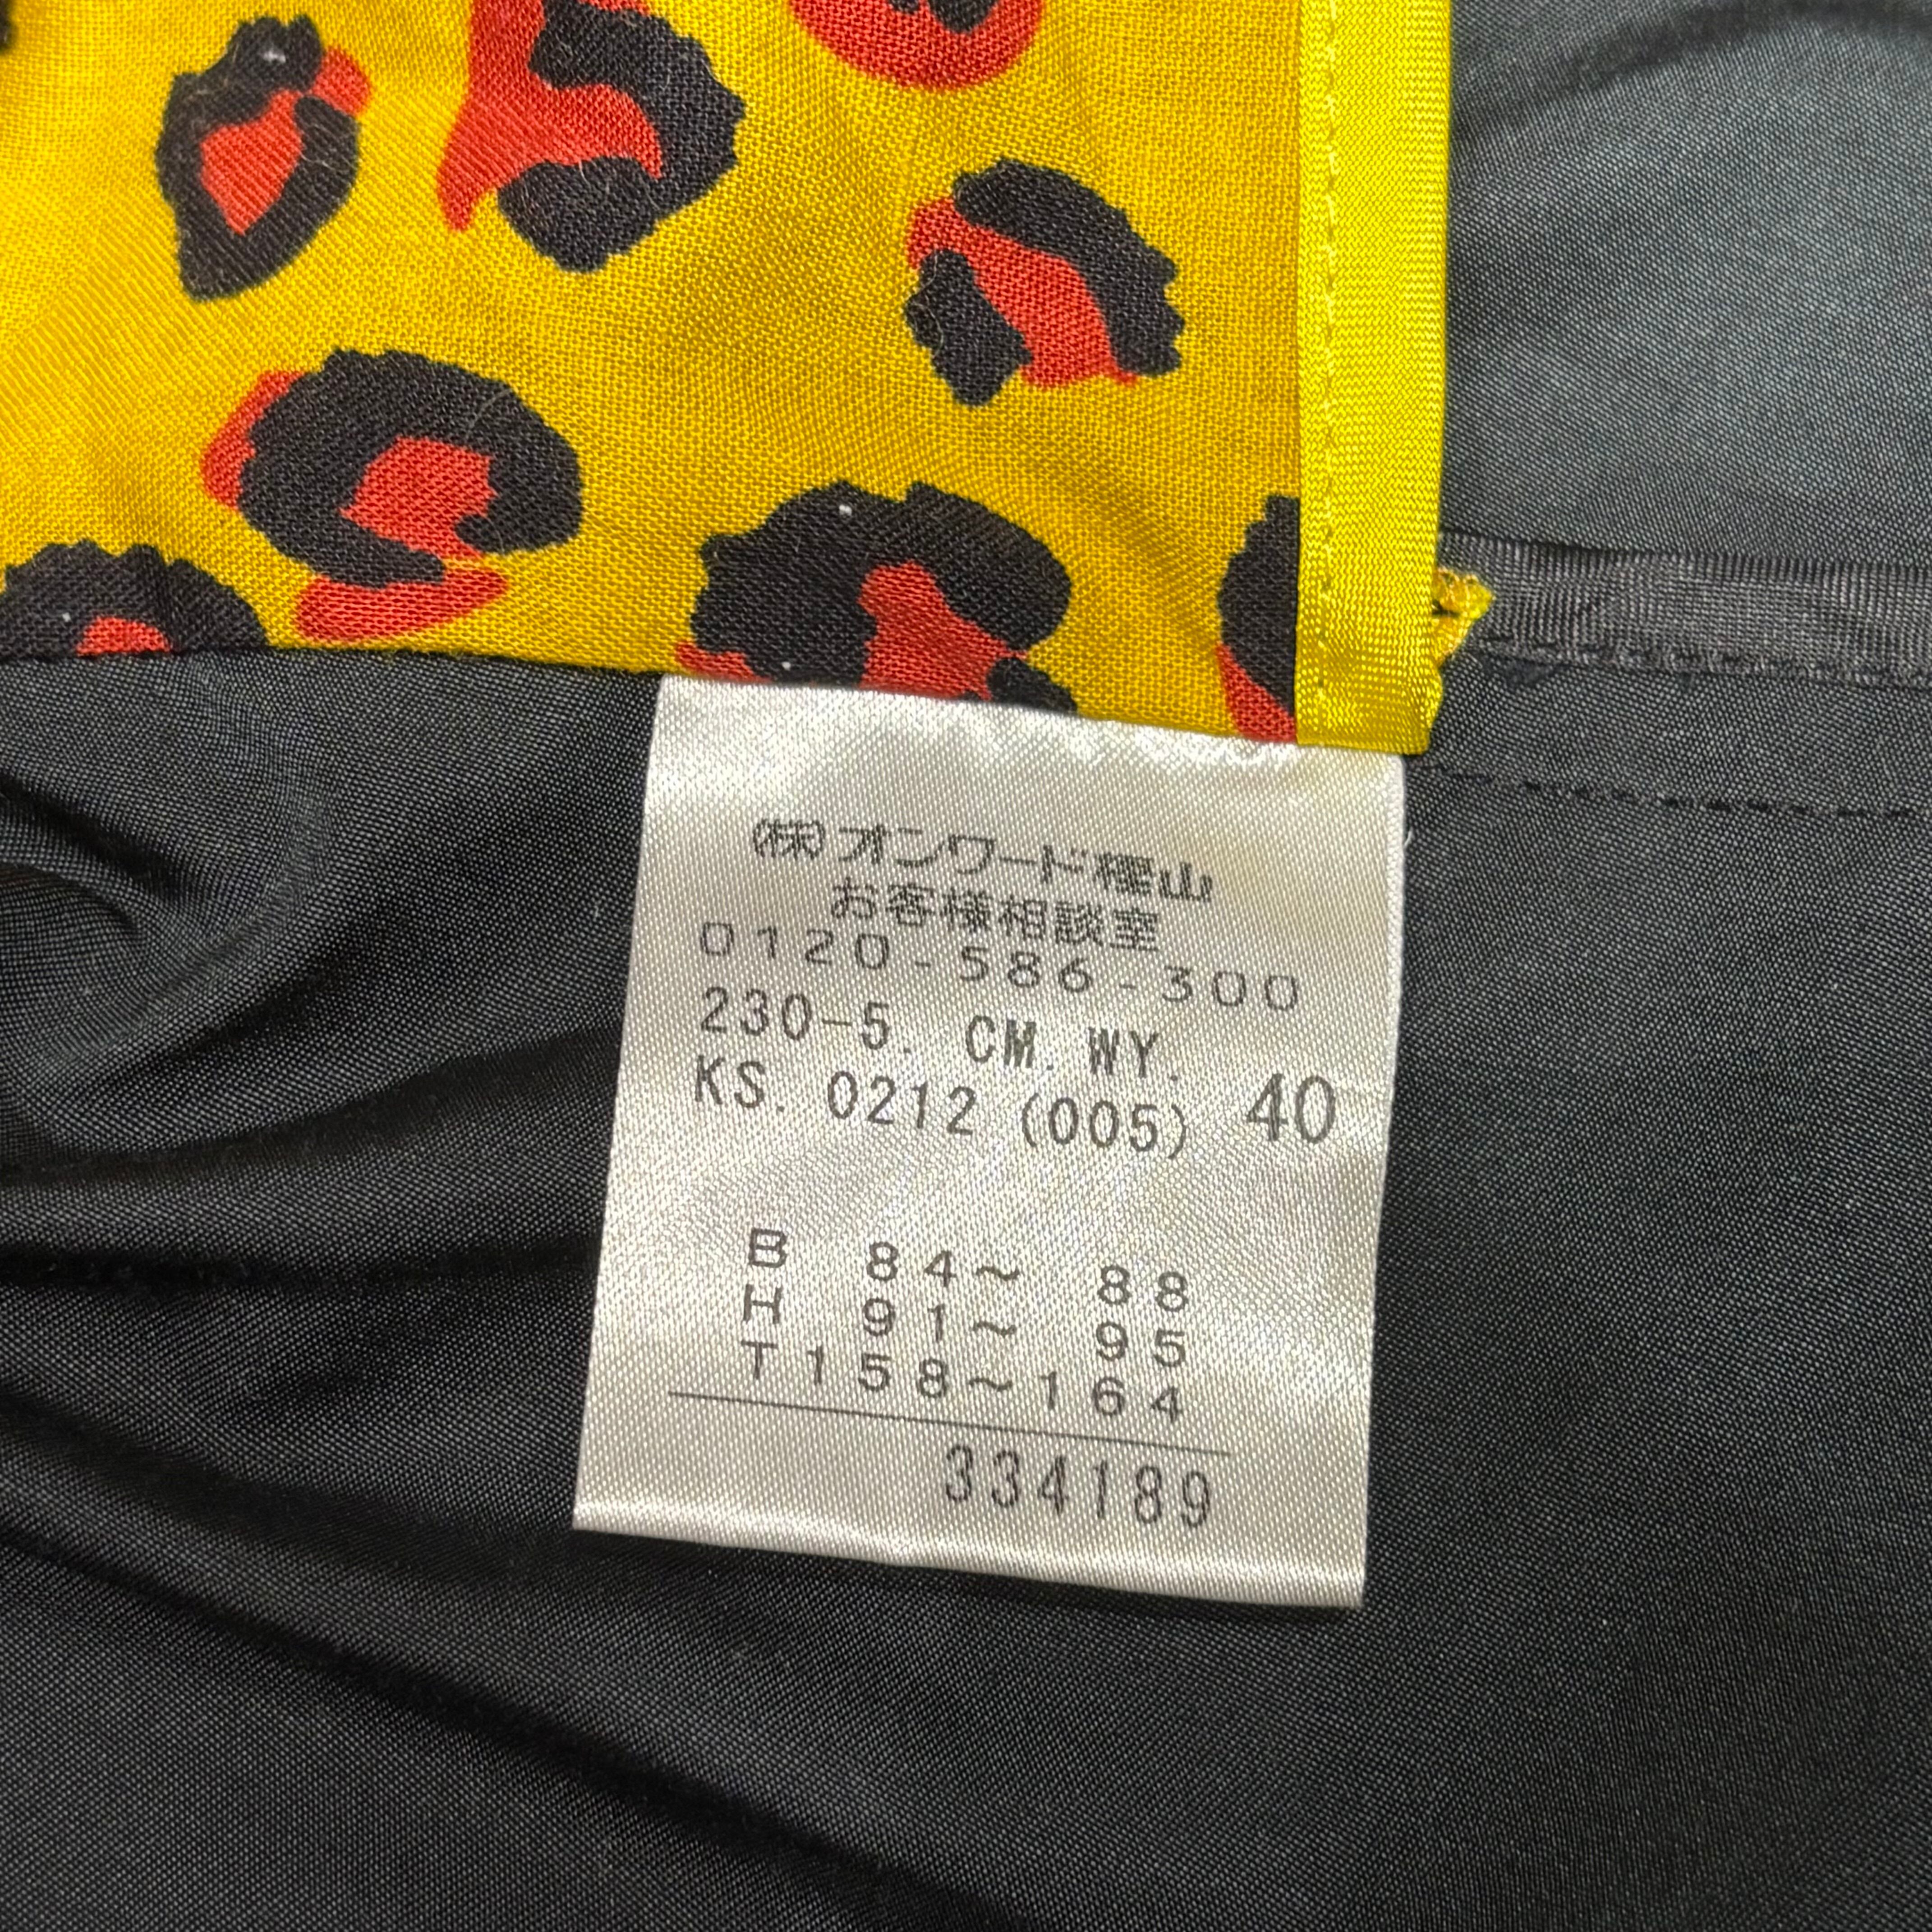 ㈱オンワード樫山
お客様相談室
0120-586-300
230-5. CM. WY.
KS. 0212 (005) 40
B 84~ 88
H 91~ 95
T158~164
334189